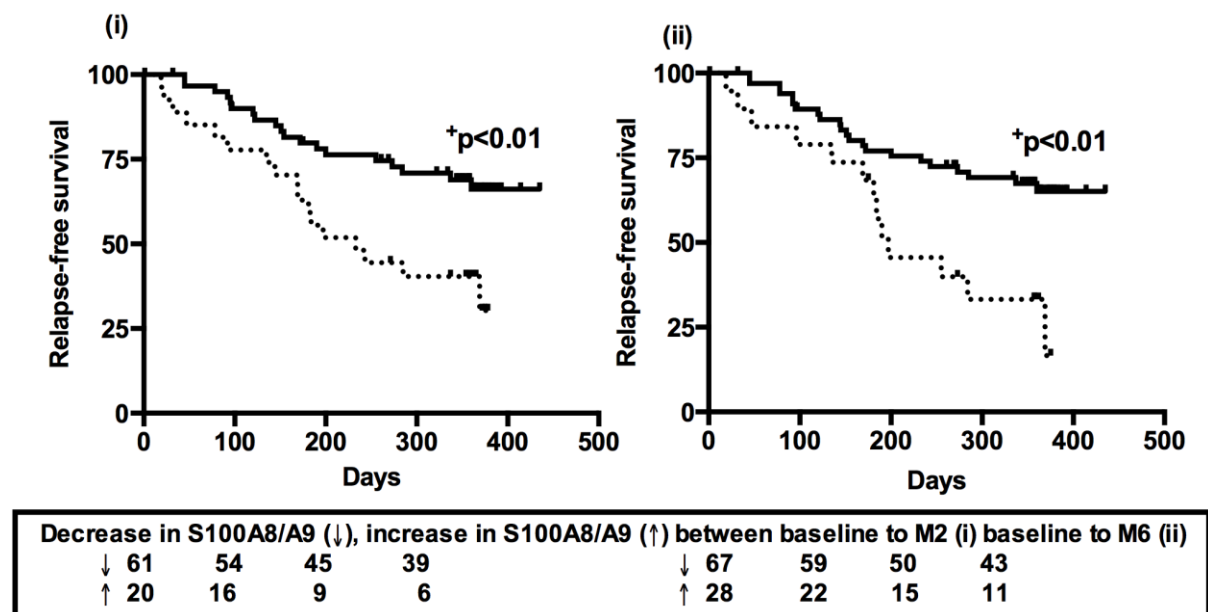 (i)
Relapse-free survival
100
75
50
25
0
+p<0.01
0 100 200 300 400 500
Days
(ii)
Relapse-free survival
100
75
50
25
0
+p<0.01
0 100 200 300 400 500
Days
Decrease in S100A8/A9 (↓), increase in S100A8/A9 (↑) between baseline to M2 (i) baseline to M6 (ii)
↓ 61 54 45 39 ↓ 67 59 50 43
↑ 20 16 9 6 ↑ 28 22 15 11